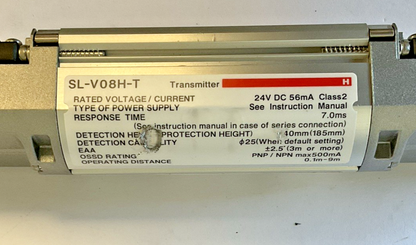 SL-V08H-T Transmitter H
RATED VOLTAGE / CURRENT 24V DC 56mA Class2
TYPE OF POWER SUPPLY See Instruction Manual
RESPONSE TIME 7.0ms
(See instruction manual in case of series connection)
DETECTION HEIGHT PROTECTION HEIGHT) 40mm (185mm)
DETECTION ϕ25(When default setting)
EAA ±2.5° (3m or more)
OSSD RATING PNP / NPN max500mA
OPERATING DISTANCE 0.1m-9m